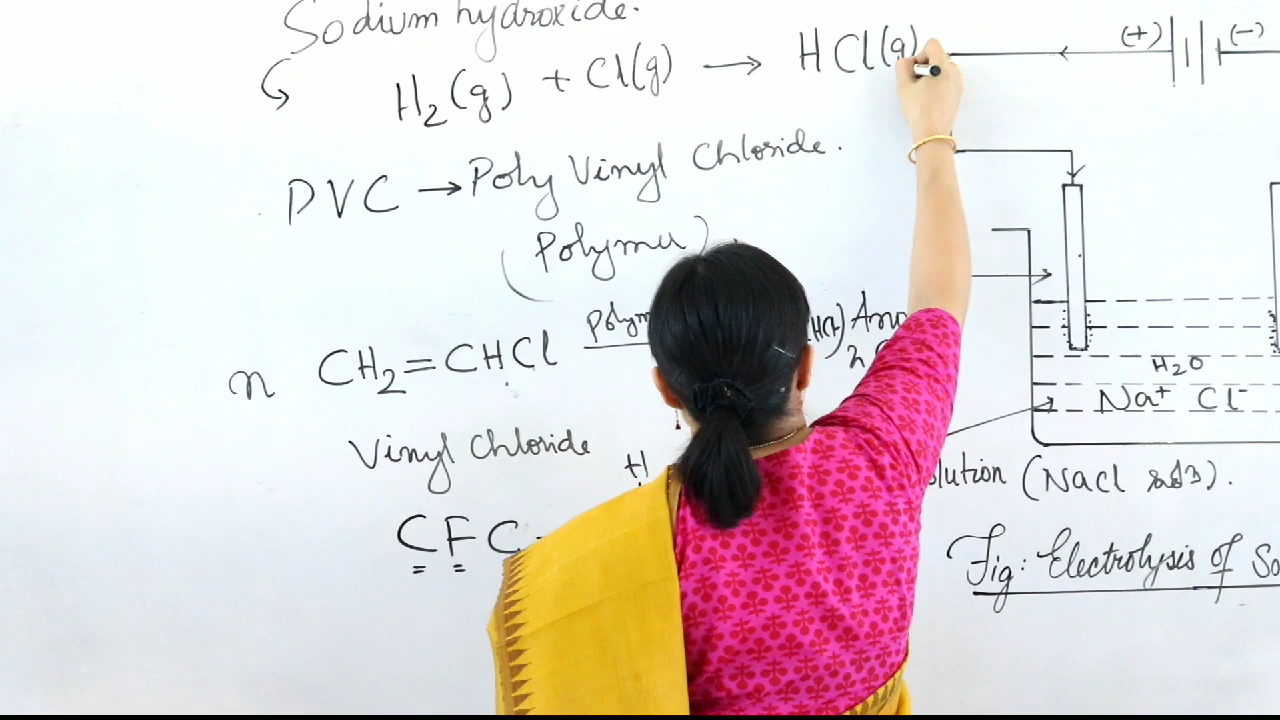 Sodium hydroxide.
H2(g) + Cl(g) → HCl(g)
(+) (-)
PVC → Poly Vinyl Chloride.
(Polymer)
n CH2=CHCl
H2O
Na+ Cl-
Vinyl Chloride
H
(NaCl
CFC
Fig: Electrolysis of